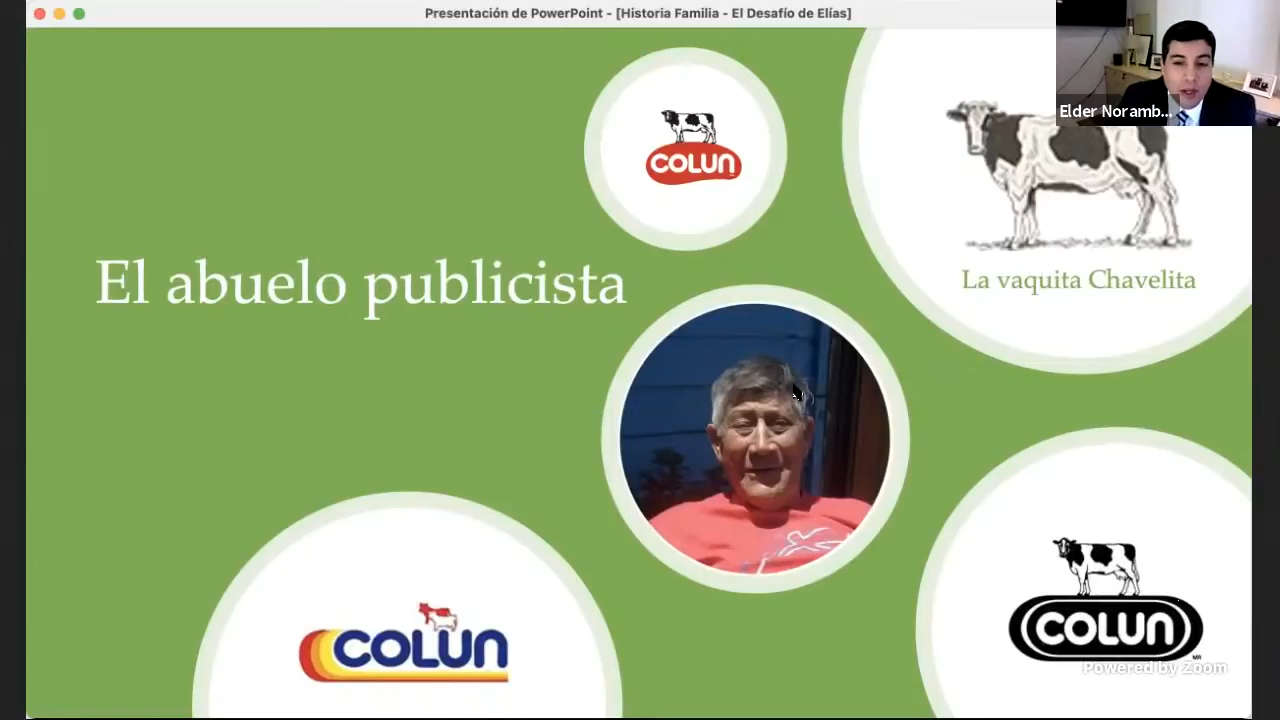 Presentación de PowerPoint - [Historia Familia - El Desafío de Elías]
Elder Noramb...
COLUN
La vaquita Chavelita
El abuelo publicista
COLUN
COLUN
MR
Powered by Zoom